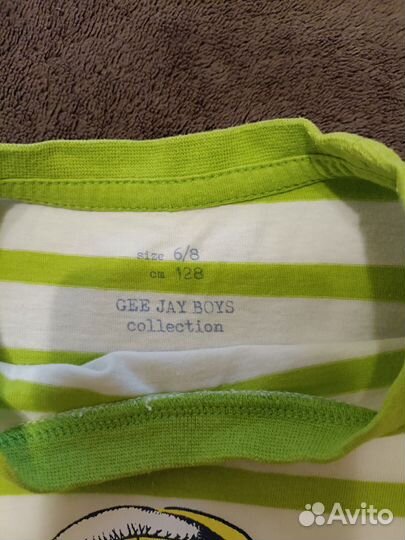 size 6/8
cm 128
GEE JAY BOYS
collection
Avito